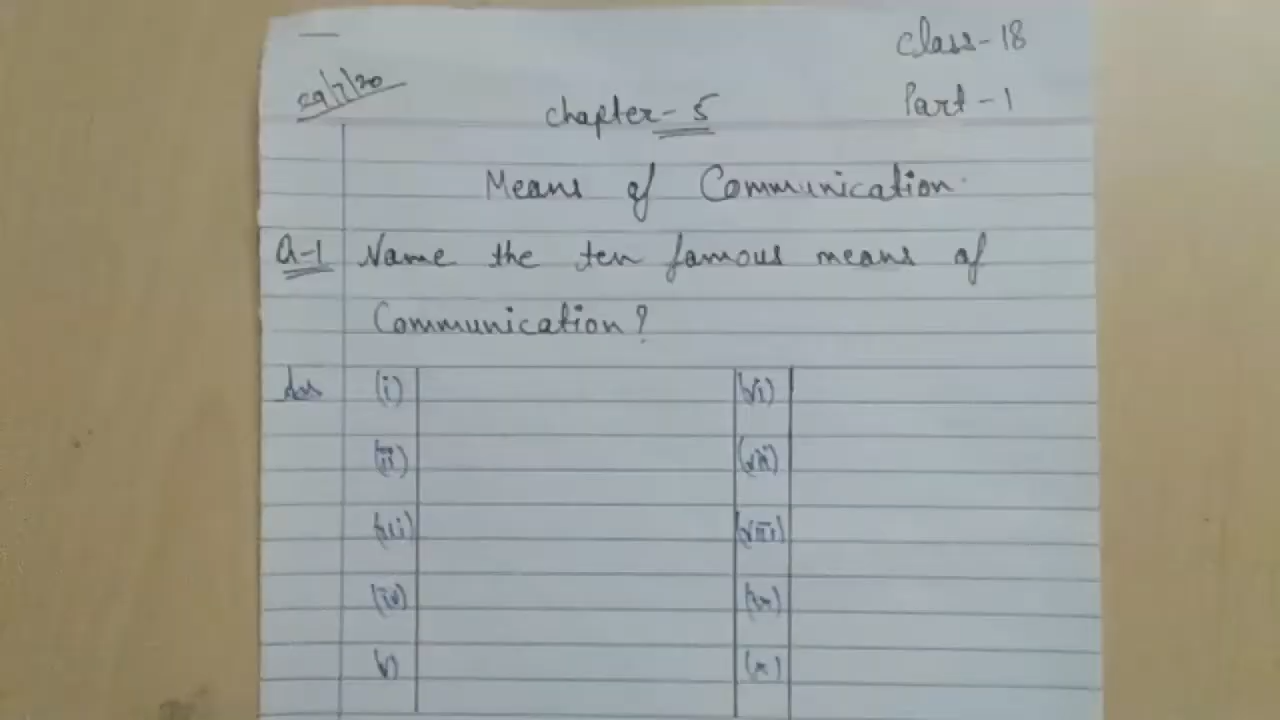 Class-18
29/7/20
Part-1
Chapter-5
Means of Communication.
Q-1 Name the ten famous means of
Communication?
Ans (i) (vi)
(ii) (vii)
(iii) (viii)
(iv) (ix)
(v) (x)